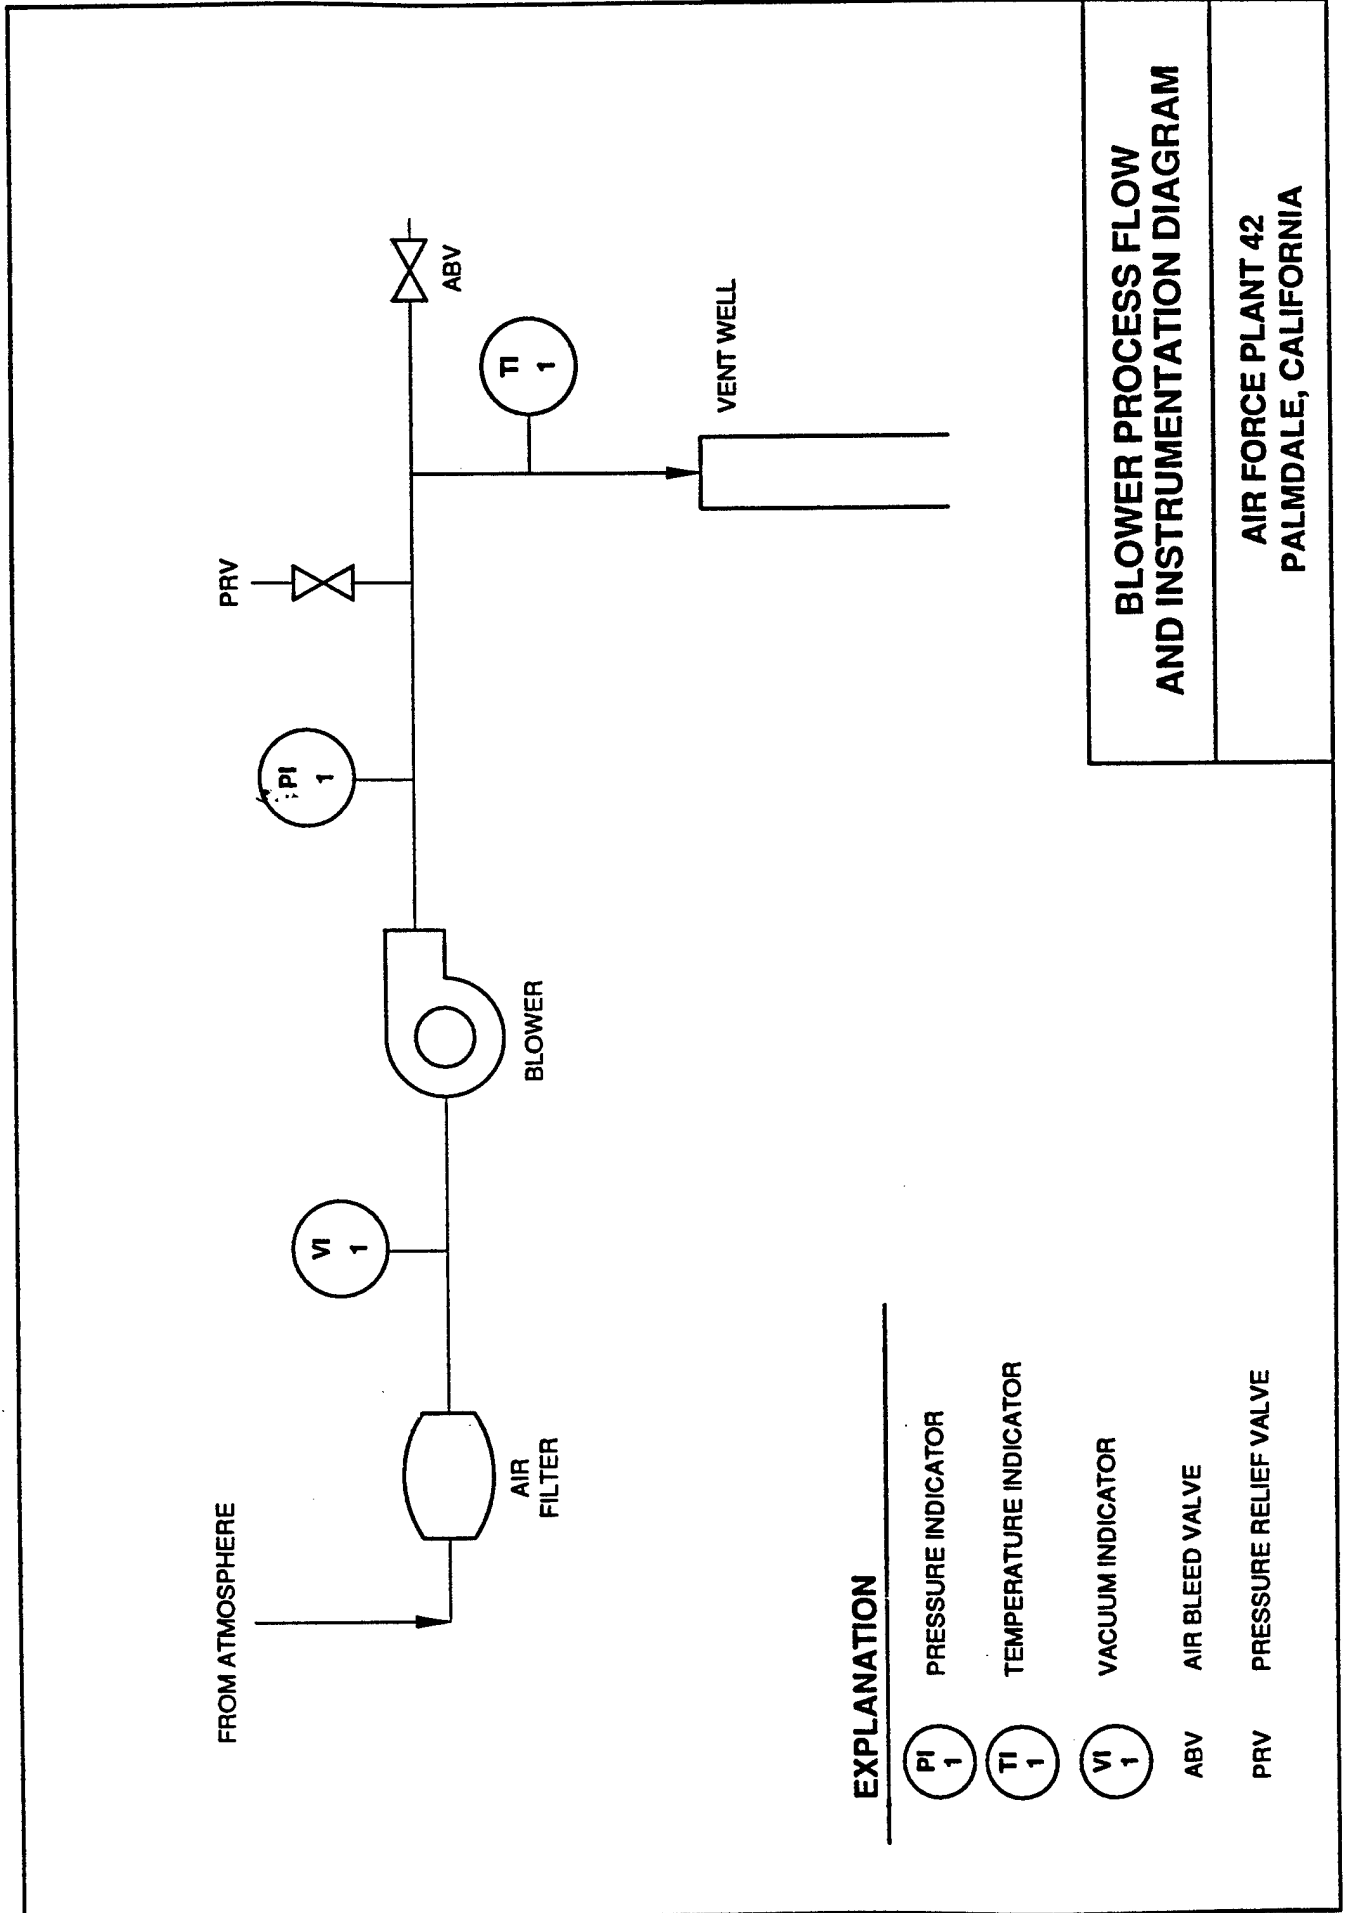 FROM ATMOSPHERE
AIR
FILTER
VI
1
BLOWER
PI
1
PRV
TI
1
ABV
VENT WELL
EXPLANATION
PI
1
PRESSURE INDICATOR
TI
1
TEMPERATURE INDICATOR
VI
1
VACUUM INDICATOR
ABV AIR BLEED VALVE
PRV PRESSURE RELIEF VALVE
BLOWER PROCESS FLOW
AND INSTRUMENTATION DIAGRAM
AIR FORCE PLANT 42
PALMDALE, CALIFORNIA